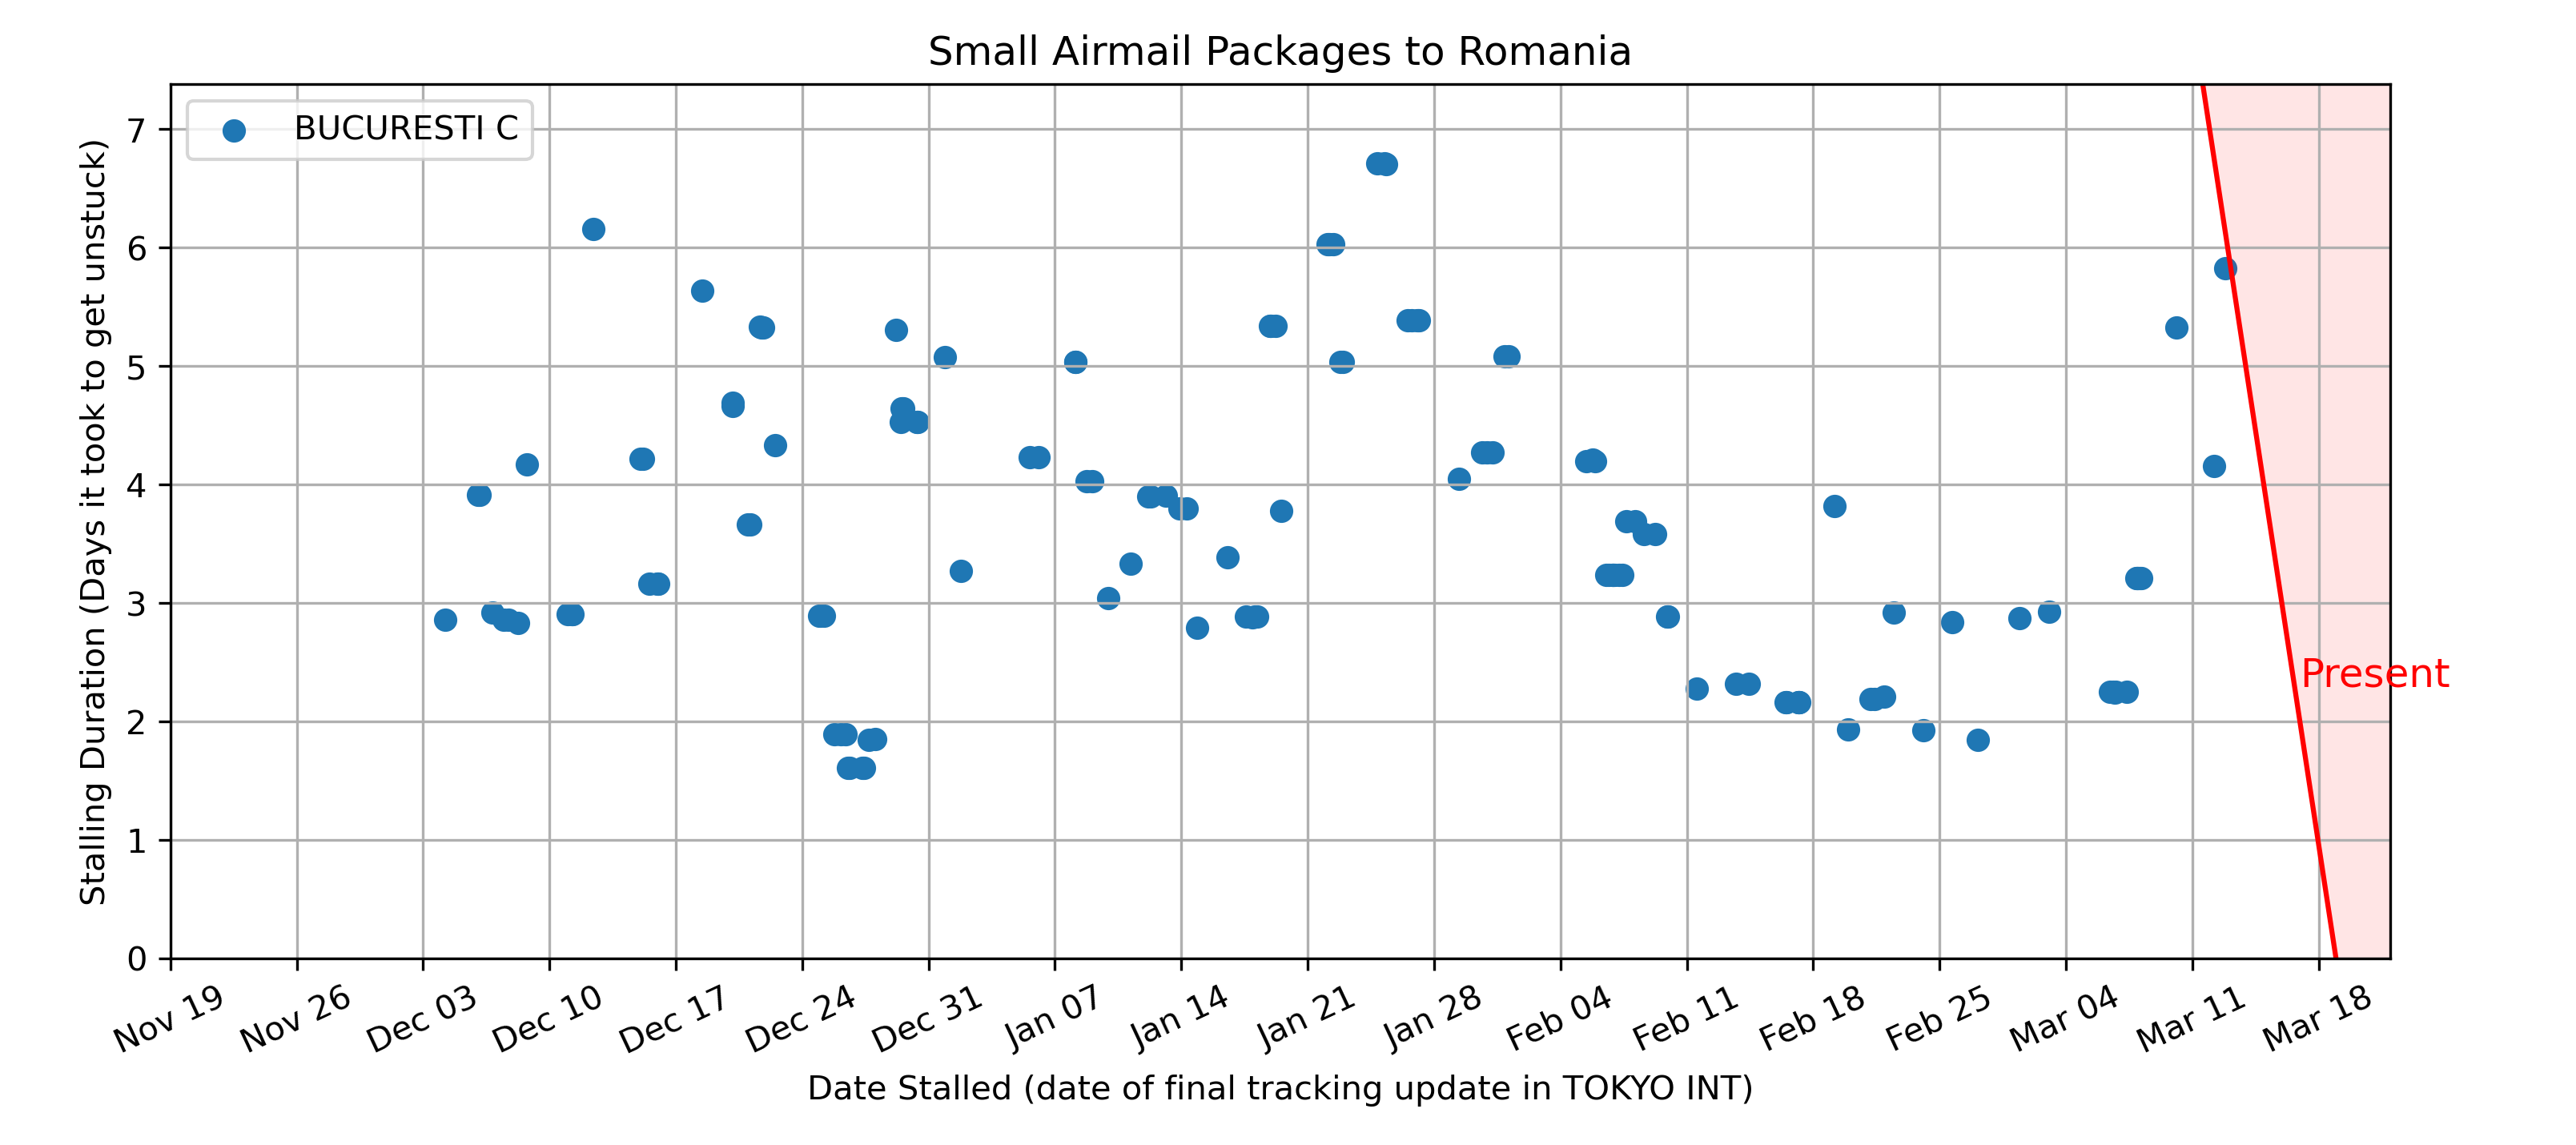 Small Airmail Packages to Romania
BUCURESTI C
Stalling Duration (Days it took to get unstuck)
7
6
5
4
3
2
1
0
Present
Nov 19 Nov 26 Dec 03 Dec 10 Dec 17 Dec 24 Dec 31 Jan 07 Jan 14 Jan 21 Jan 28 Feb 04 Feb 11 Feb 18 Feb 25 Mar 04 Mar 11 Mar 18
Date Stalled (date of final tracking update in TOKYO INT)